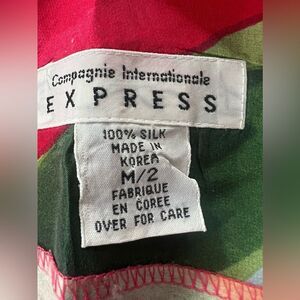 Compagnie Internationale
EXPRESS
100% SILK
MADE IN
KOREA
M/2
FABRIQUE
EN COREE
OVER FOR CARE